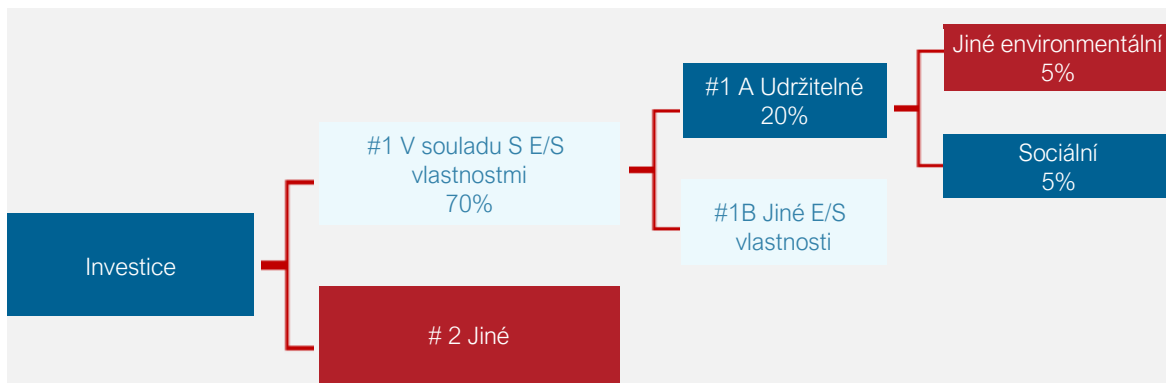 Investice
#1 V souladu S E/S
vlastnostmi
70%
# 2 Jiné
#1 A Udržitelné
20%
#1B Jiné E/S
vlastnosti
Jiné environmentální
5%
Sociální
5%